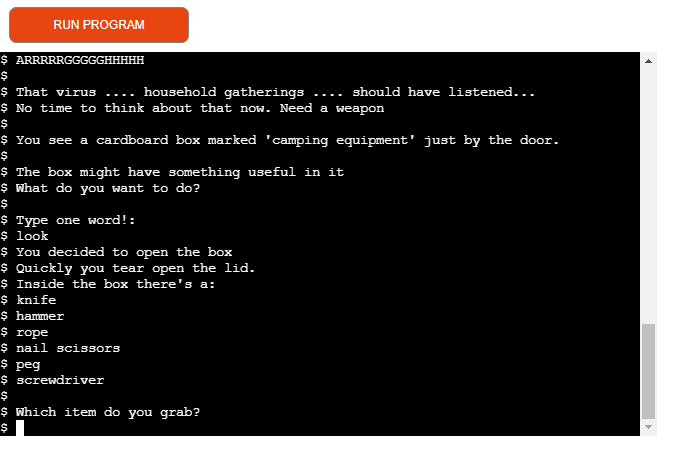 RUN PROGRAM
$ ARRRRRGGGGGHHHHH
$
$ That virus .... household gatherings .... should have listened...
$ No time to think about that now. Need a weapon
$
$ You see a cardboard box marked 'camping equipment' just by the door.
$
$ The box might have something useful in it
$ What do you want to do?
$
$ Type one word!:
$ look
$ You decided to open the box
$ Quickly you tear open the lid.
$ Inside the box there's a:
$ knife
$ hammer
$ rope
$ nail scissors
$ peg
$ screwdriver
$
$ Which item do you grab?
$